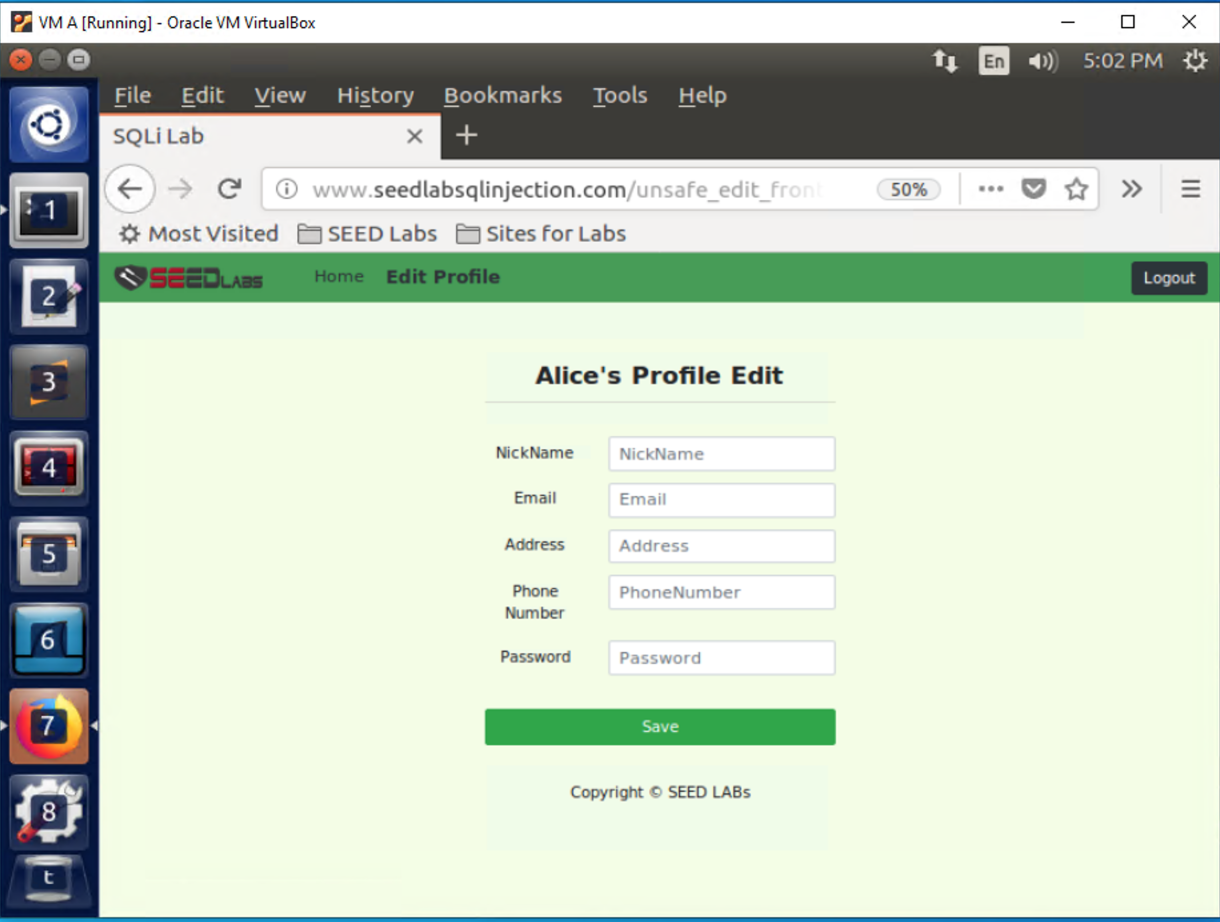 VM A [Running] - Oracle VM VirtualBox
En 5:02 PM
File Edit View History Bookmarks Tools Help
SQLi Lab
www.seedlabsqlinjection.com/unsafe_edit_front 50%
Most Visited SEED Labs Sites for Labs
SEEDLABS Home Edit Profile Logout
1
2
3
4
5
6
7
8
t
Alice's Profile Edit
NickName NickName
Email Email
Address Address
Phone Number PhoneNumber
Password Password
Save
Copyright © SEED LABs